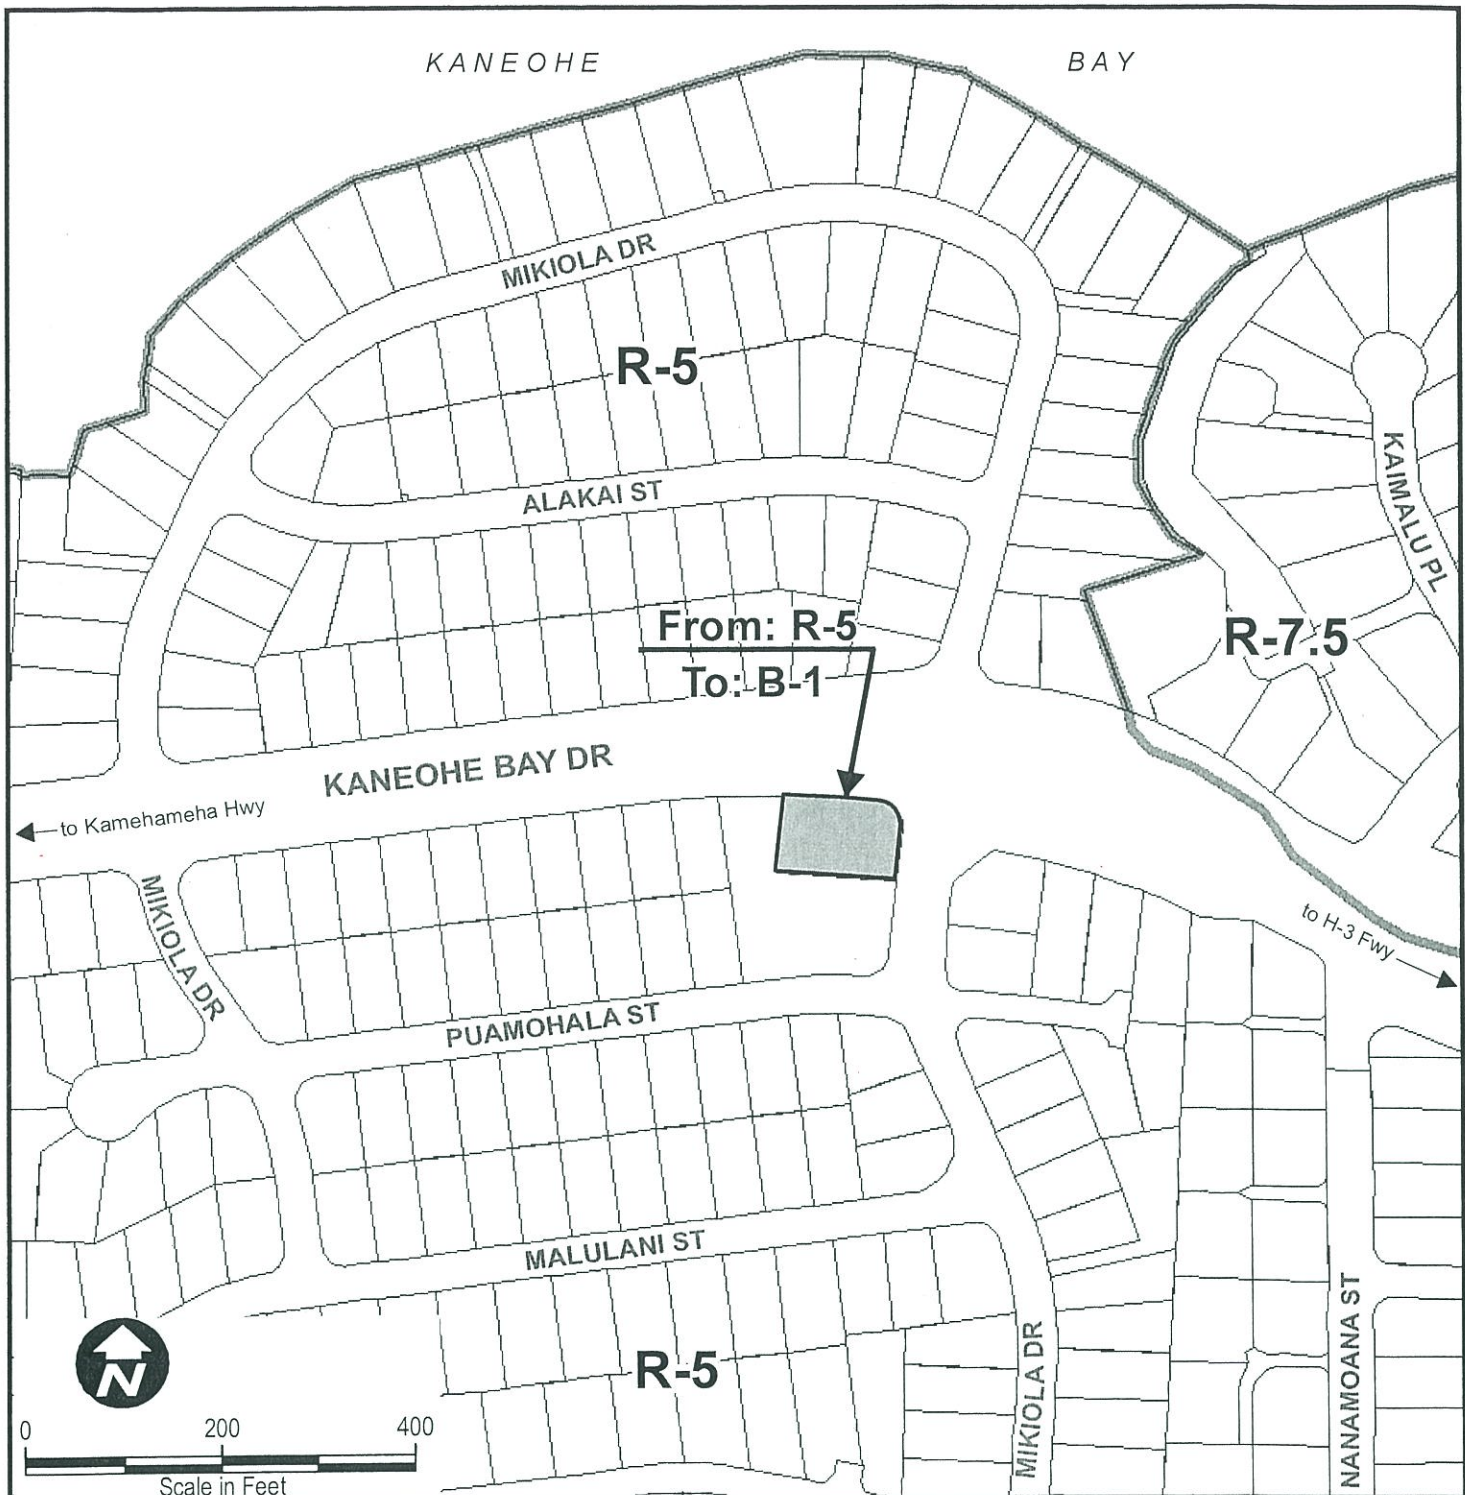 KANEOHE BAY
MIKIOLA DR
R-5
ALAKAI ST
KAIMALU PL
From: R-5
To: B-1
R-7.5
KANEOHE BAY DR
to Kamehameha Hwy
MIKIOLA DR
to H-3 Fwy
PUAMOHALA ST
MALULANI ST
N
R-5
MIKIOLA DR
NANAMOANA ST
0 200 400
Scale in Feet